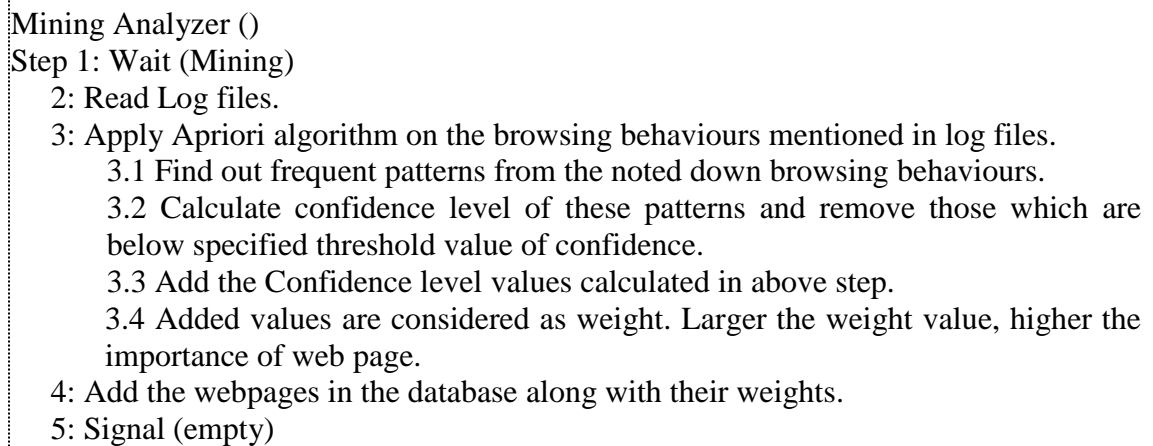 Mining Analyzer ()
Step 1: Wait (Mining)
2: Read Log files.
3: Apply Apriori algorithm on the browsing behaviours mentioned in log files.
3.1 Find out frequent patterns from the noted down browsing behaviours.
3.2 Calculate confidence level of these patterns and remove those which are
below specified threshold value of confidence.
3.3 Add the Confidence level values calculated in above step.
3.4 Added values are considered as weight. Larger the weight value, higher the
importance of web page.
4: Add the webpages in the database along with their weights.
5: Signal (empty)